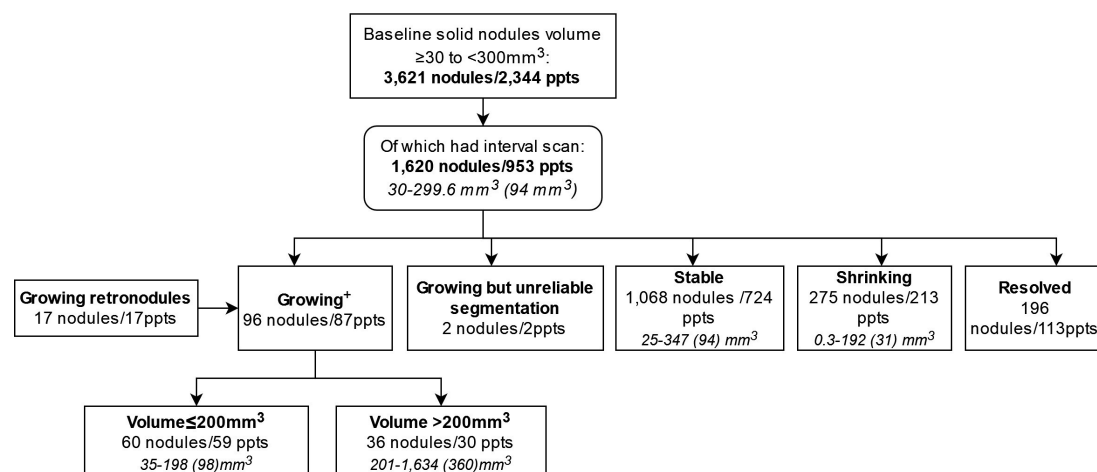 Baseline solid nodules volume
≥30 to <300mm³:
3,621 nodules/2,344 ppts
Of which had interval scan:
1,620 nodules/953 ppts
30-299.6 mm³ (94 mm³)
Growing retronodules
17 nodules/17ppts
Growing⁺
96 nodules/87ppts
Growing but unreliable
segmentation
2 nodules/2ppts
Stable
1,068 nodules /724
ppts
25-347 (94) mm³
Shrinking
275 nodules/213
ppts
0.3-192 (31) mm³
Resolved
196
nodules/113ppts
Volume≤200mm³
60 nodules/59 ppts
35-198 (98)mm³
Volume >200mm³
36 nodules/30 ppts
201-1,634 (360)mm³